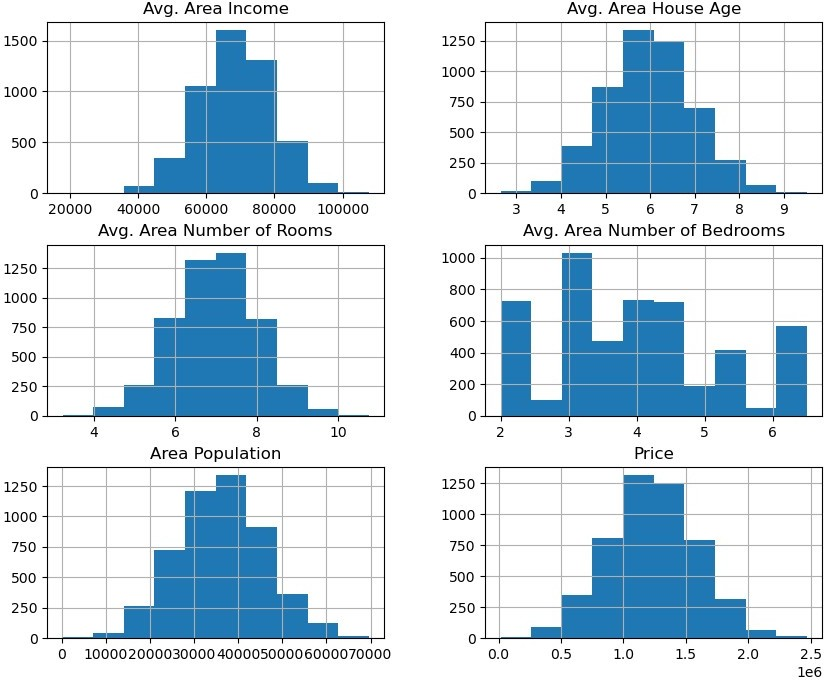 Avg. Area Income
Avg. Area House Age
1500
1000
500
0
20000 40000 60000 80000 100000
1250
1000
750
500
250
0
3 4 5 6 7 8 9
Avg. Area Number of Rooms
Avg. Area Number of Bedrooms
1250
1000
750
500
250
0
4 6 8 10
1000
800
600
400
200
0
2 3 4 5 6
Area Population
Price
1250
1000
750
500
250
0
0 10000 20000 30000 40000 50000 60000 70000
1250
1000
750
500
250
0
0.0 0.5 1.0 1.5 2.0 2.5
1e6